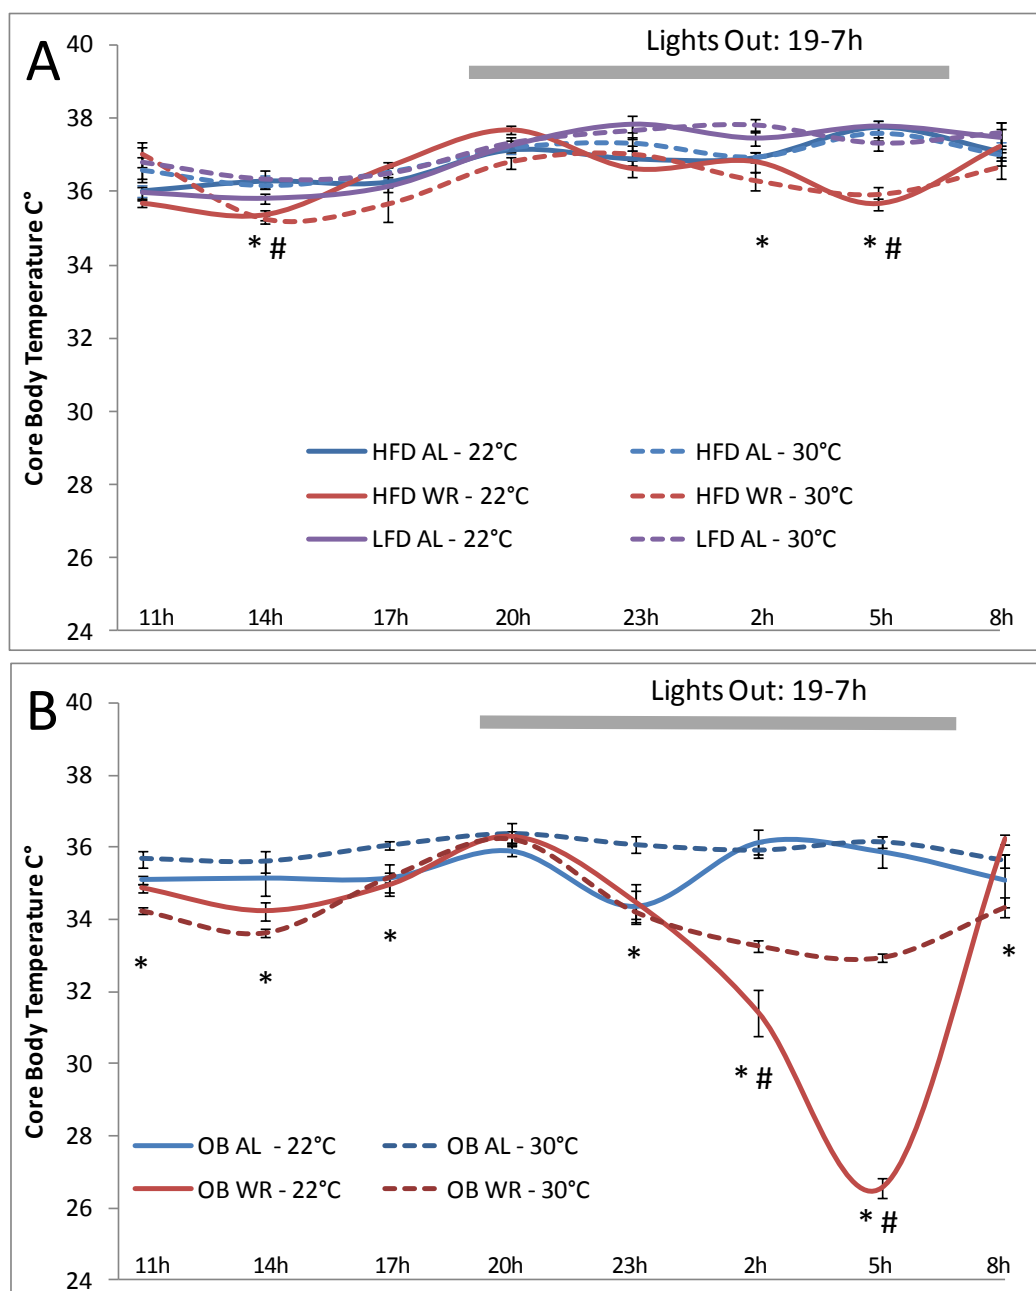 A
Lights Out: 19-7h
Core Body Temperature C°
40
38
36
34
32
30
28
26
24
* #
*
* #
HFD AL - 22°C
HFD AL - 30°C
HFD WR - 22°C
HFD WR - 30°C
LFD AL - 22°C
LFD AL - 30°C
11h 14h 17h 20h 23h 2h 5h 8h
B
Lights Out: 19-7h
Core Body Temperature C°
40
38
36
34
32
30
28
26
24
*
*
*
*
* #
* #
*
OB AL - 22°C
OB AL - 30°C
OB WR - 22°C
OB WR - 30°C
11h 14h 17h 20h 23h 2h 5h 8h